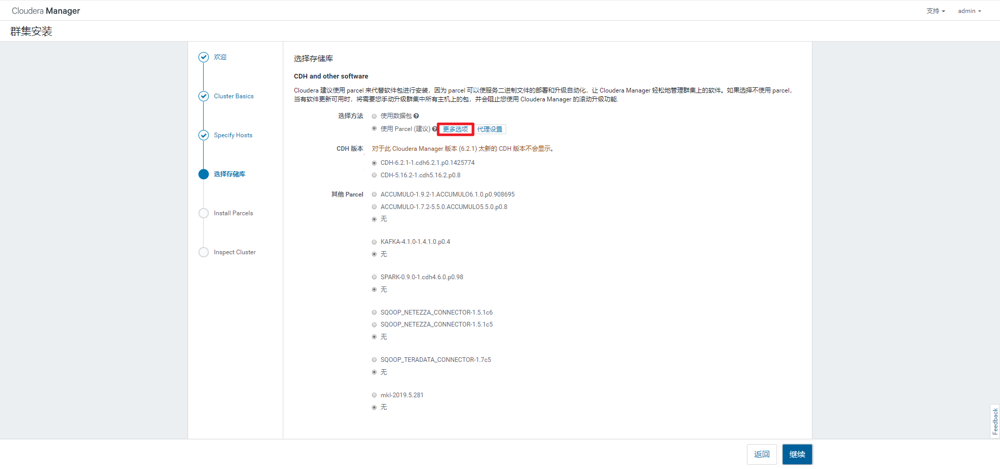 Cloudera Manager
支持
admin
群集安装
欢迎
Cluster Basics
Specify Hosts
选择存储库
Install Parcels
Inspect Cluster
选择存储库
CDH and other software
Cloudera 建议使用 parcel 来代替软件包进行安装，因为 parcel 可以使服务二进制文件的部署和升级自动化，让 Cloudera Manager 轻松地管理群集上的软件。如果选择不使用 parcel，
当有软件更新可用时，将需要您手动升级群集中所有主机上的包，并会阻止您使用 Cloudera Manager 的滚动升级功能.
选择方法
使用数据包 ?
使用 Parcel (建议) ? 更多选项 代理设置
CDH 版本
对于此 Cloudera Manager 版本 (6.2.1) 太新的 CDH 版本不会显示。
CDH-6.2.1-1.cdh6.2.1.p0.1425774
CDH-5.16.2-1.cdh5.16.2.p0.8
其他 Parcel
ACCUMULO-1.9.2-1.ACCUMULO6.1.0.p0.908695
ACCUMULO-1.7.2-5.5.0.ACCUMULO5.5.0.p0.8
无
KAFKA-4.1.0-1.4.1.0.p0.4
无
SPARK-0.9.0-1.cdh4.6.0.p0.98
无
SQOOP_NETEZZA_CONNECTOR-1.5.1c6
SQOOP_NETEZZA_CONNECTOR-1.5.1c5
无
SQOOP_TERADATA_CONNECTOR-1.7c5
无
mkl-2019.5.281
无
Feedback
返回
继续